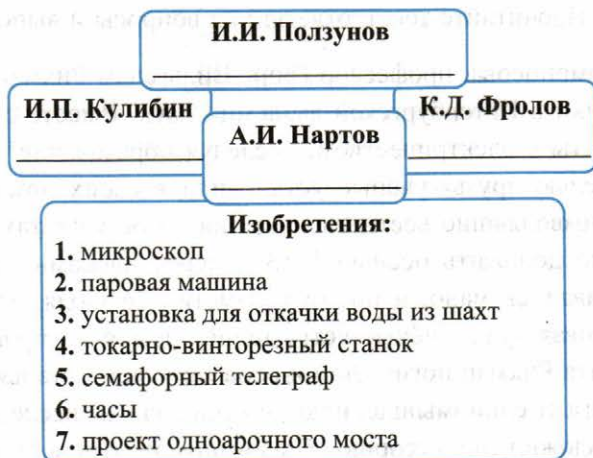 И.И. Ползунов
И.П. Кулибин
К.Д. Фролов
А.И. Нартов
Изобретения:
1. микроскоп
2. паровая машина
3. установка для откачки воды из шахт
4. токарно-винторезный станок
5. семафорный телеграф
6. часы
7. проект одноарочного моста